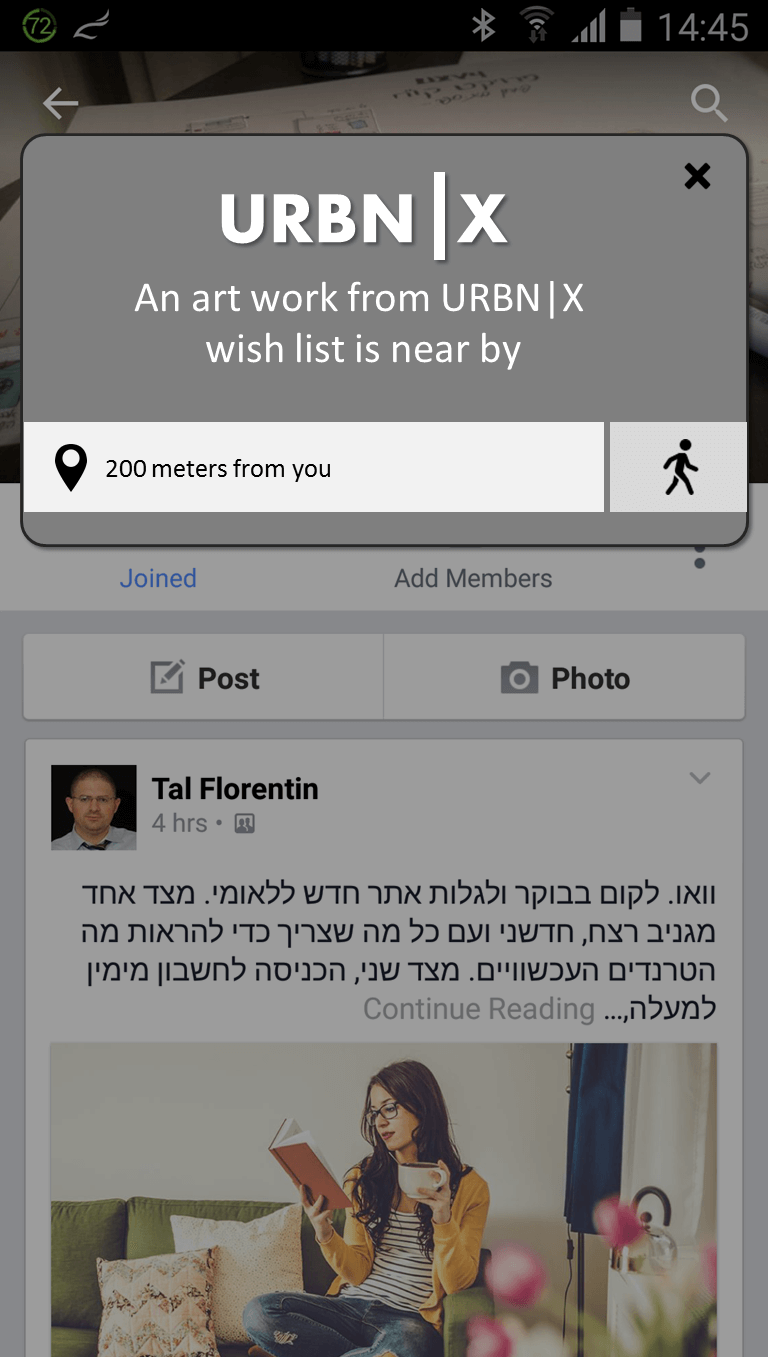 72
14:45
URBN|X
An art work from URBN|X
wish list is near by
200 meters from you
Joined
Add Members
Post
Photo
Tal Florentin
4 hrs •
וואו. לקום בבוקר ולגלות אתר חדש ללאומי. מצד אחד
מגניב רצח, חדשני ועם כל מה שצריך כדי להראות מה
הטרנדים העכשוויים. מצד שני, הכניסה לחשבון מימין
למעלה,... Continue Reading